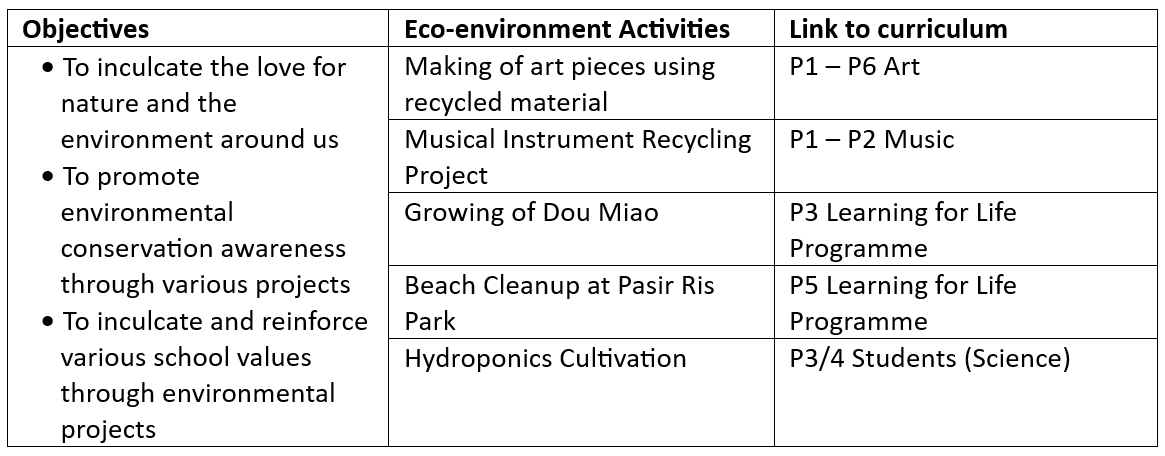 Objectives
Eco-environment Activities
Link to curriculum
• To inculcate the love for
nature and the
environment around us
• To promote
environmental
conservation awareness
through various projects
• To inculcate and reinforce
various school values
through environmental
projects
Making of art pieces using
recycled material
P1 – P6 Art
Musical Instrument Recycling
Project
P1 – P2 Music
Growing of Dou Miao
P3 Learning for Life
Programme
Beach Cleanup at Pasir Ris
Park
P5 Learning for Life
Programme
Hydroponics Cultivation
P3/4 Students (Science)